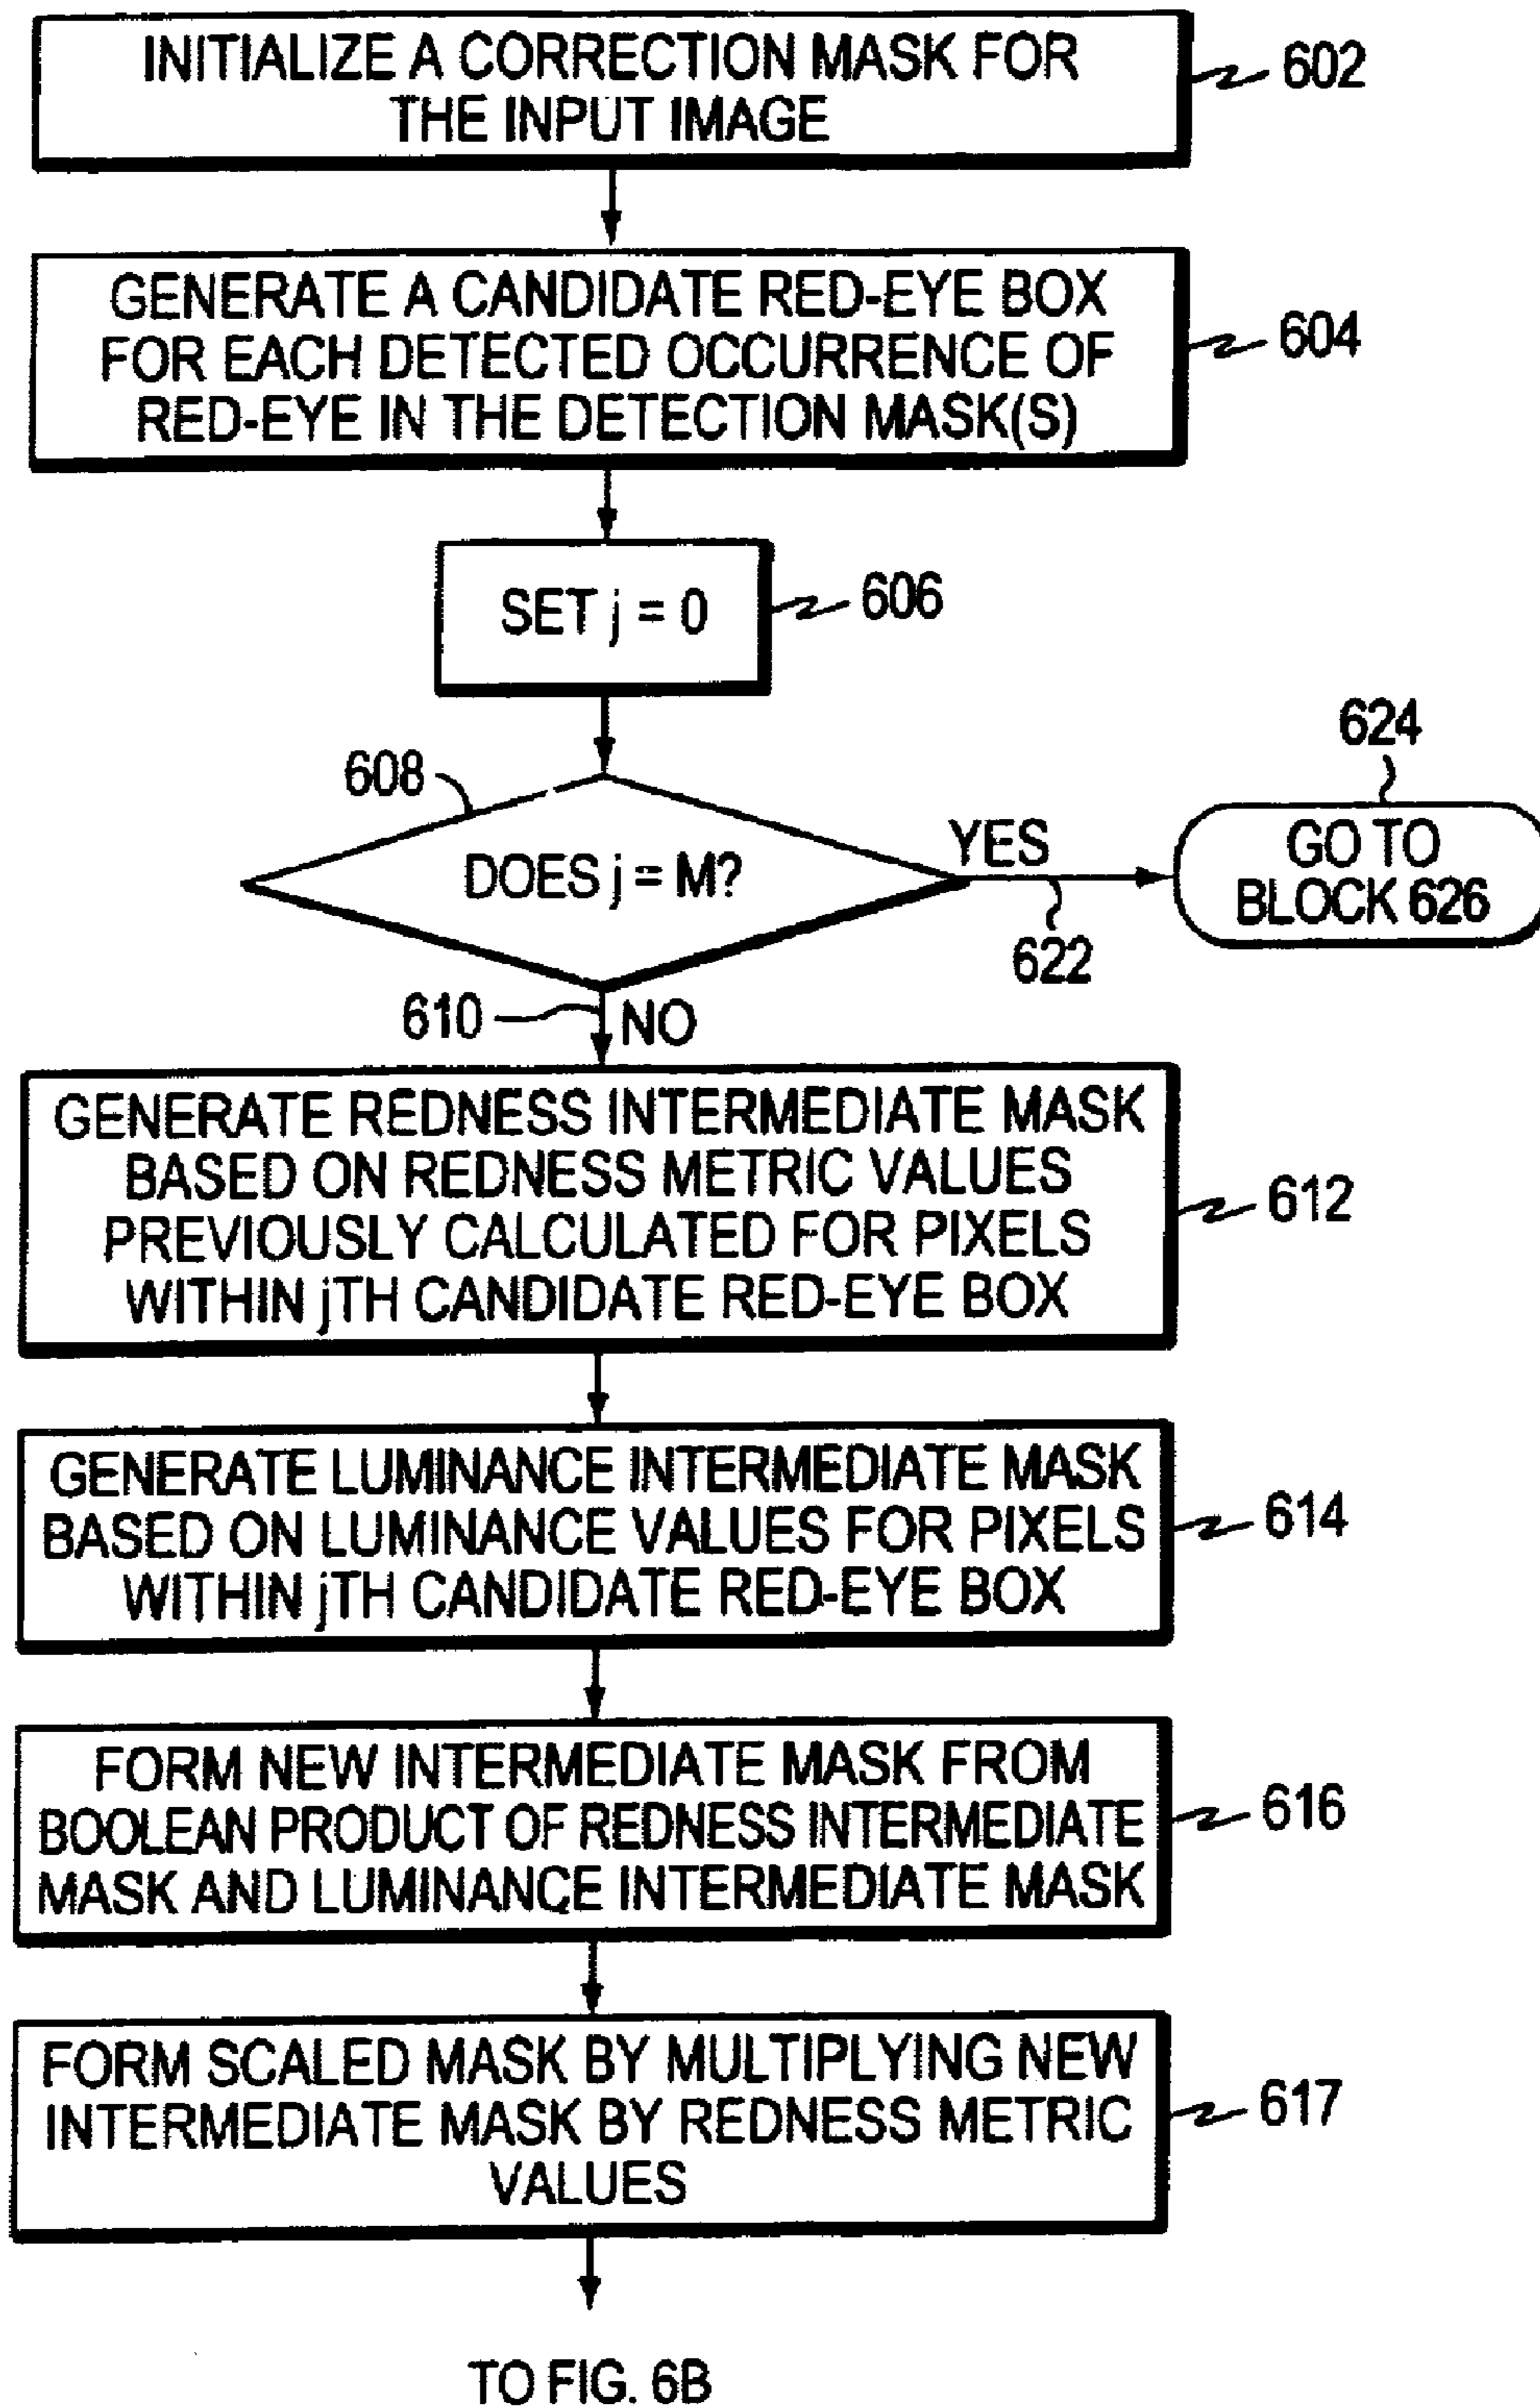 INITIALIZE A CORRECTION MASK FOR
THE INPUT IMAGE
602
GENERATE A CANDIDATE RED-EYE BOX
FOR EACH DETECTED OCCURRENCE OF
RED-EYE IN THE DETECTION MASK(S)
604
SET j = 0
606
608
DOES j = M?
YES
622
624
GO TO
BLOCK 626
610
NO
GENERATE REDNESS INTERMEDIATE MASK
BASED ON REDNESS METRIC VALUES
PREVIOUSLY CALCULATED FOR PIXELS
WITHIN jTH CANDIDATE RED-EYE BOX
612
GENERATE LUMINANCE INTERMEDIATE MASK
BASED ON LUMINANCE VALUES FOR PIXELS
WITHIN jTH CANDIDATE RED-EYE BOX
614
FORM NEW INTERMEDIATE MASK FROM
BOOLEAN PRODUCT OF REDNESS INTERMEDIATE
MASK AND LUMINANCE INTERMEDIATE MASK
616
FORM SCALED MASK BY MULTIPLYING NEW
INTERMEDIATE MASK BY REDNESS METRIC
VALUES
617
TO FIG. 6B